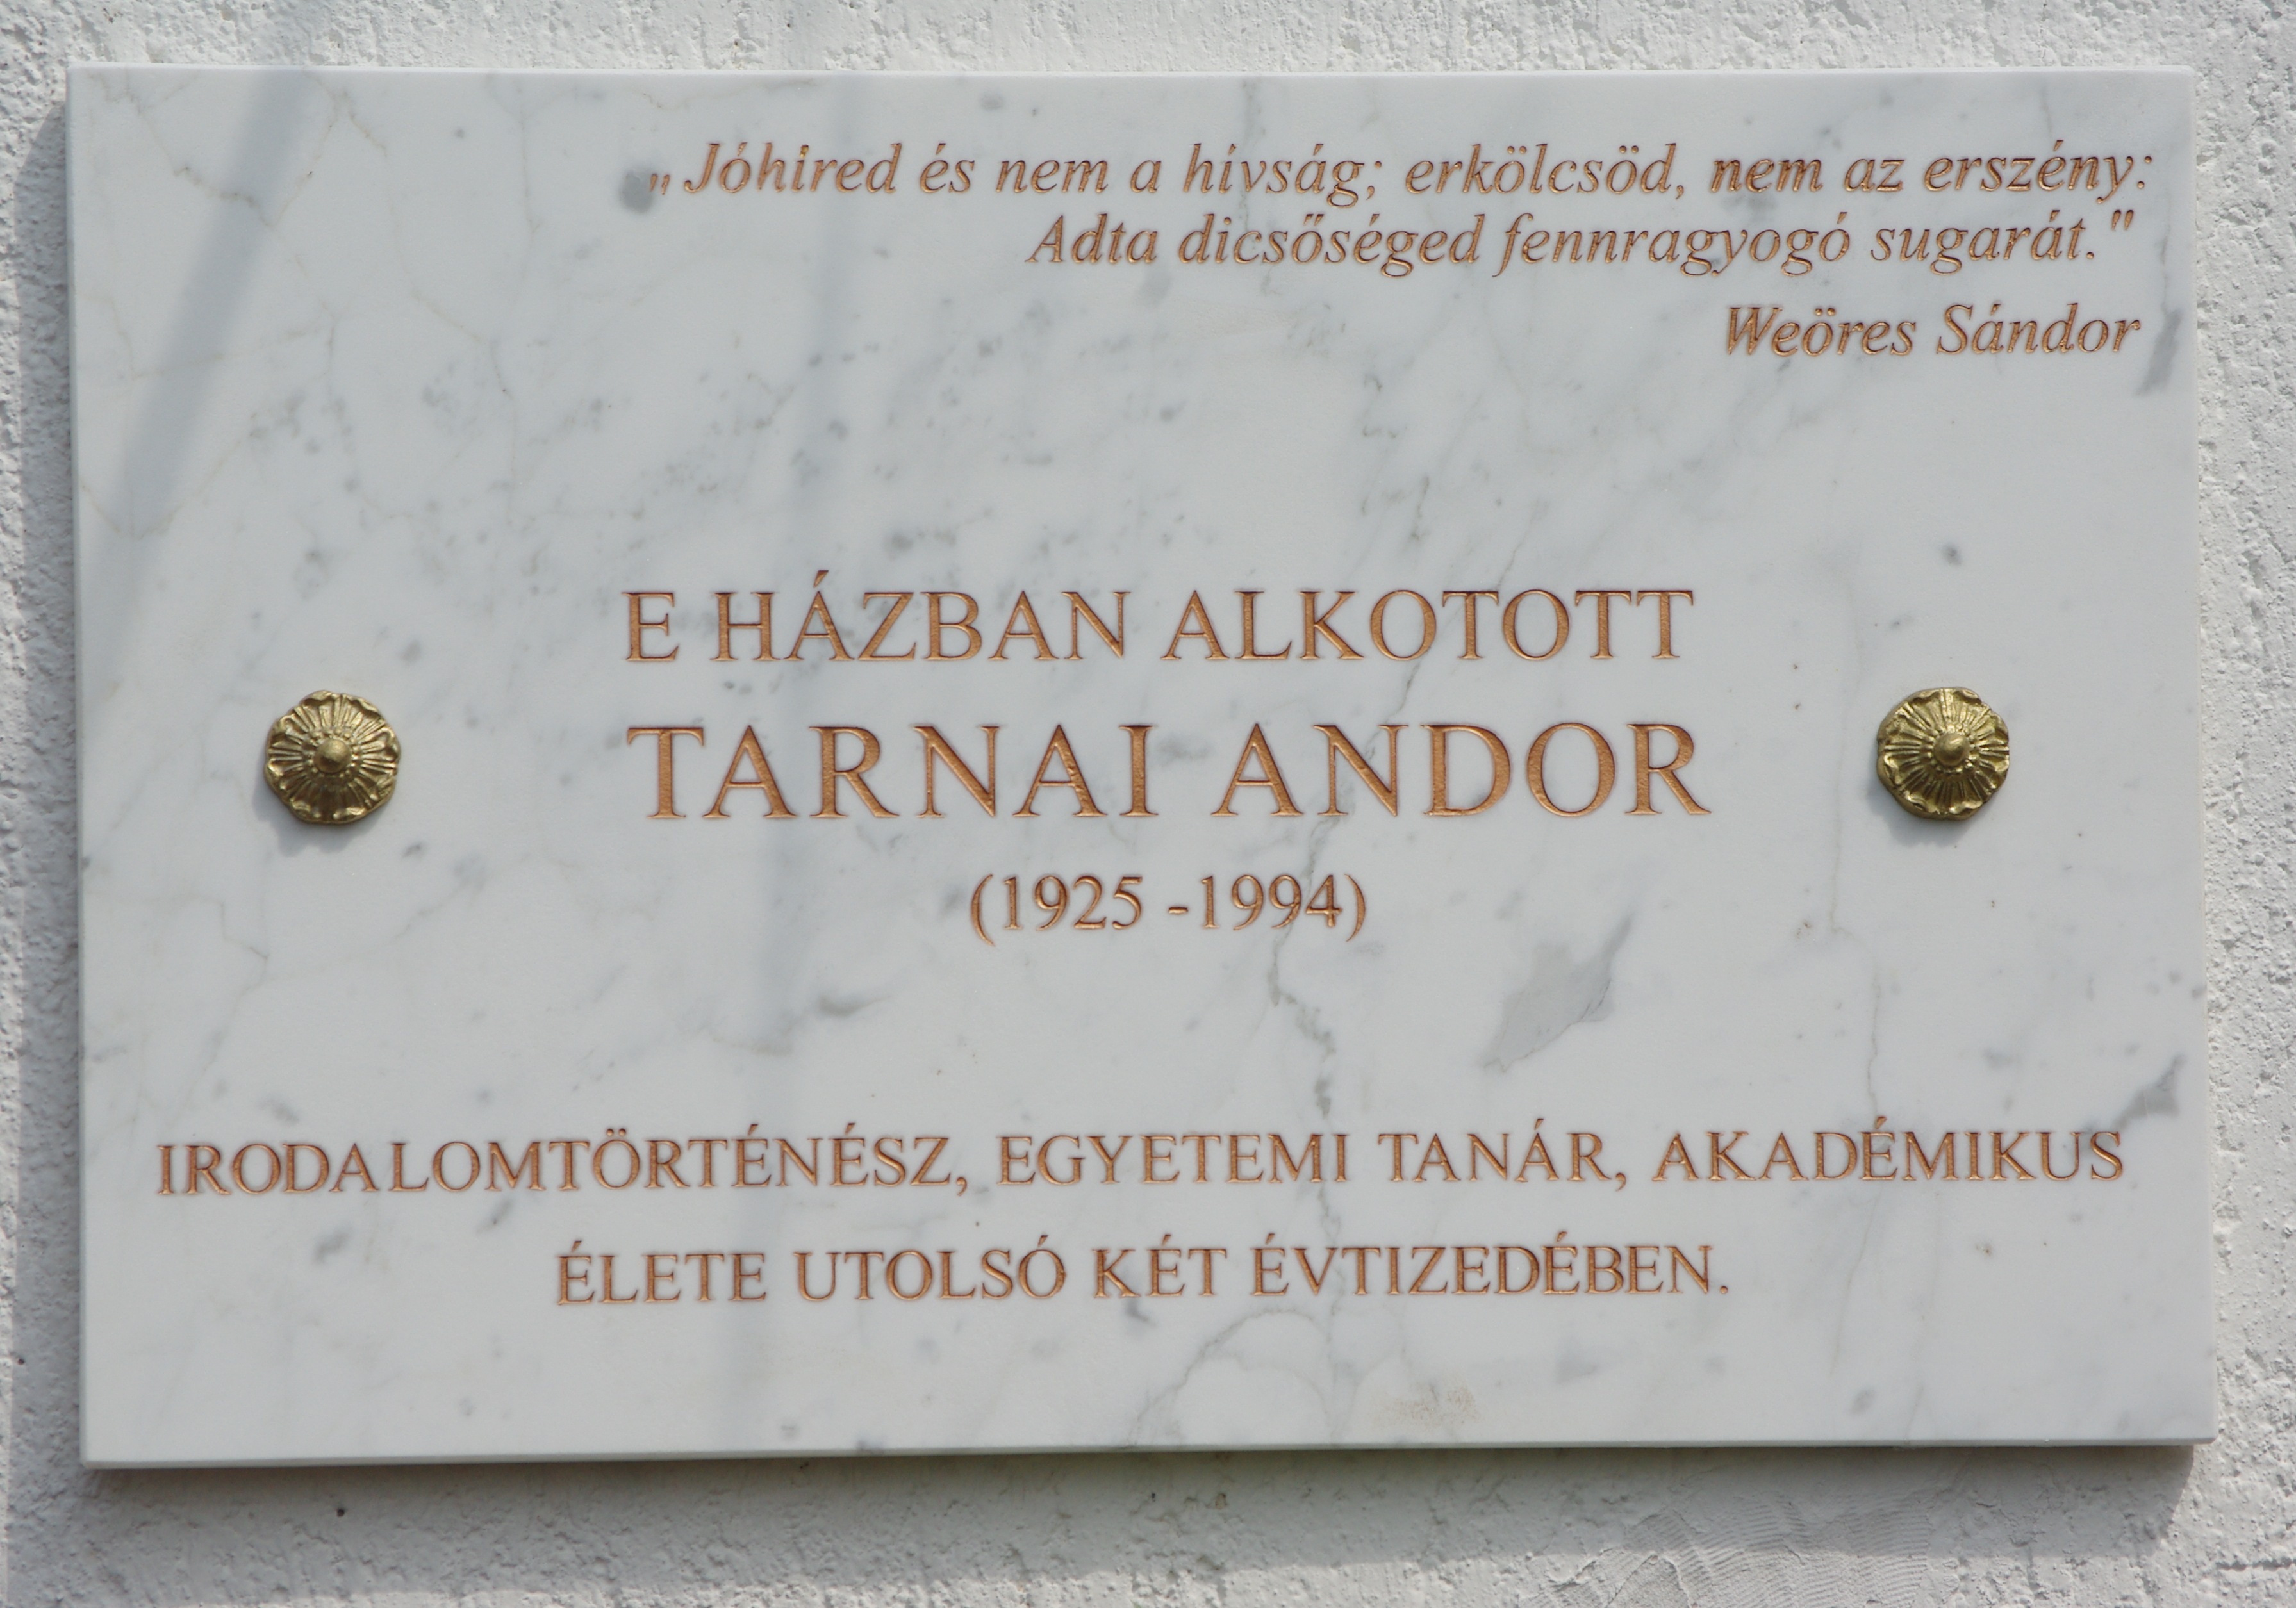 „Jóhired és nem a hívság; erkölcsöd, nem az erszény:
Adta dicsőséged fennragyogó sugarát."
Weöres Sándor
E HÁZBAN ALKOTOTT
TARNAI ANDOR
(1925 -1994)
IRODALOMTÖRTÉNÉSZ, EGYETEMI TANÁR, AKADÉMIKUS
ÉLETE UTOLSÓ KÉT ÉVTIZEDÉBEN.